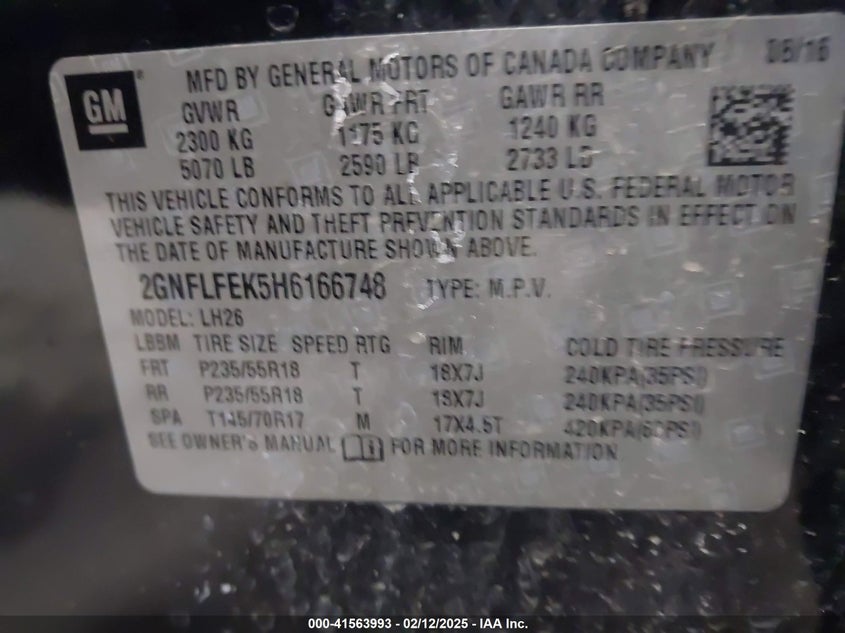 GM ®
MFD BY GENERAL MOTORS OF CANADA COMPANY 08/16
GVWR GAWR FRT GAWR RR
2300 KG 1175 KG 1240 KG
5070 LB 2590 LB 2733 LB
THIS VEHICLE CONFORMS TO ALL APPLICABLE U.S. FEDERAL MOTOR
VEHICLE SAFETY AND THEFT PREVENTION STANDARDS IN EFFECT ON
THE DATE OF MANUFACTURE SHOWN ABOVE.
2GNFLFEK5H6166748 TYPE: M.P.V.
MODEL: LH26
LBBM TIRE SIZE SPEED RTG RIM COLD TIRE PRESSURE
FRT P235/55R18 T 18X7J 240KPA(35PSI)
RR P235/55R18 T 18X7J 240KPA(35PSI)
SPA T145/70R17 M 17X4.5T 420KPA(60PSI)
SEE OWNER's MANUAL FOR MORE INFORMATION
000-41563993 — 02/12/2025 — IAA Inc.